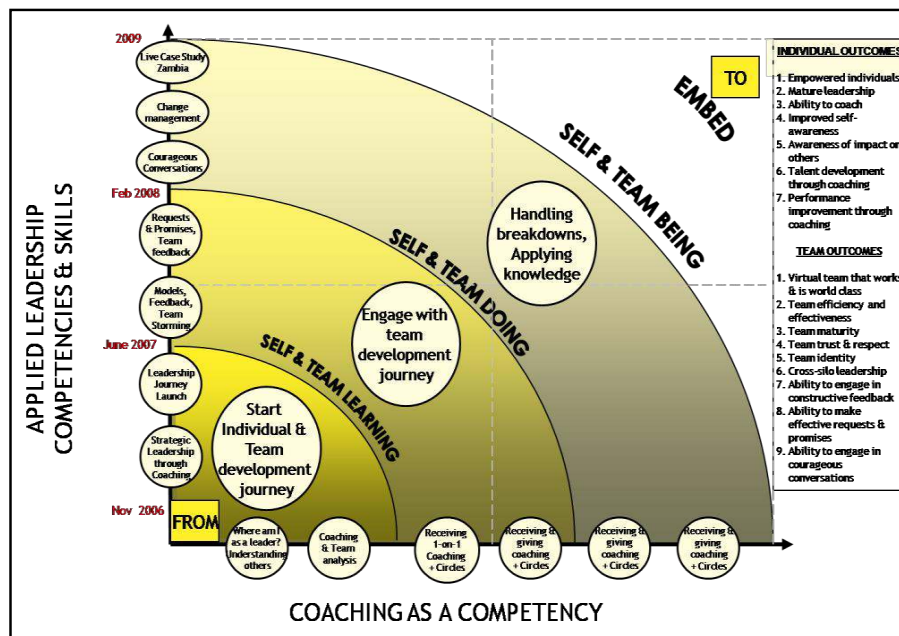 2009
Live Case Study
Zambia
Change
management
Courageous
Conversations
Feb 2008
Requests
& Promises,
Team
feedback
Models,
Feedback,
Team
Storming
June 2007
Leadership
Journey
Launch
Strategic
Leadership
through
Coaching
Nov 2006
APPLIED LEADERSHIP
COMPETENCIES & SKILLS
FROM
Start
Individual &
Team
development
journey
SELF & TEAM LEARNING
Engage with
team
development
journey
SELF & TEAM DOING
Handling
breakdowns,
Applying
knowledge
SELF & TEAM BEING
EMBED
TO
Where am I
as a leader?
Understanding
others
Coaching
& Team
analysis
Receiving
1-on-1
Coaching
+ Circles
Receiving &
giving
coaching
+ Circles
Receiving &
giving
coaching
+ Circles
Receiving &
giving
coaching
+ Circles
COACHING AS A COMPETENCY
INDIVIDUAL OUTCOMES
1. Empowered individuals
2. Mature leadership
3. Ability to coach
4. Improved self-
awareness
5. Awareness of impact on
others
6. Talent development
through coaching
7. Performance
improvement through
coaching
TEAM OUTCOMES
1. Virtual team that works
& is world class
2. Team efficiency and
effectiveness
3. Team maturity
4. Team trust & respect
5. Team identity
6. Cross-silo leadership
7. Ability to engage in
constructive feedback
8. Ability to make
effective requests &
promises
9. Ability to engage in
courageous
conversations